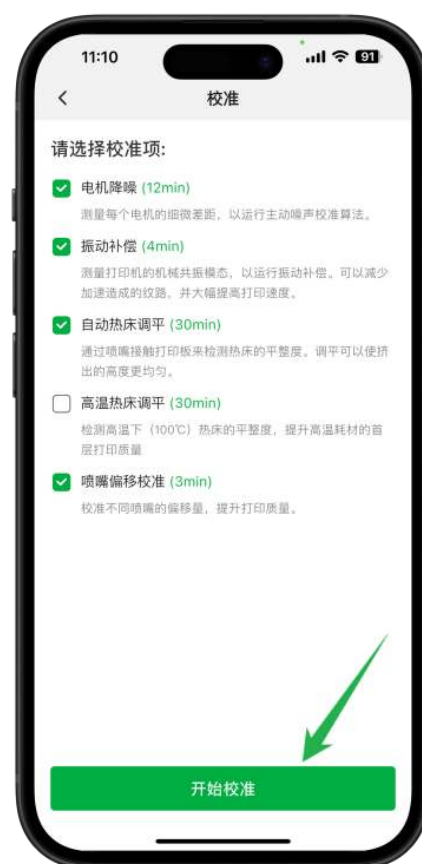 11:10
91
校准
请选择校准项:
电机降噪 (12min)
测量每个电机的细微差距，以运行主动噪声校准算法。
振动补偿 (4min)
测量打印机的机械共振模态，以运行振动补偿。可以减少
加速造成的纹路，并大幅提高打印速度。
自动热床调平 (30min)
通过喷嘴接触打印板来检测热床的平整度。调平可以使挤
出的高度更均匀。
高温热床调平 (30min)
检测高温下（100℃）热床的平整度，提升高温耗材的首
层打印质量
喷嘴偏移校准 (3min)
校准不同喷嘴的偏移量，提升打印质量。
开始校准